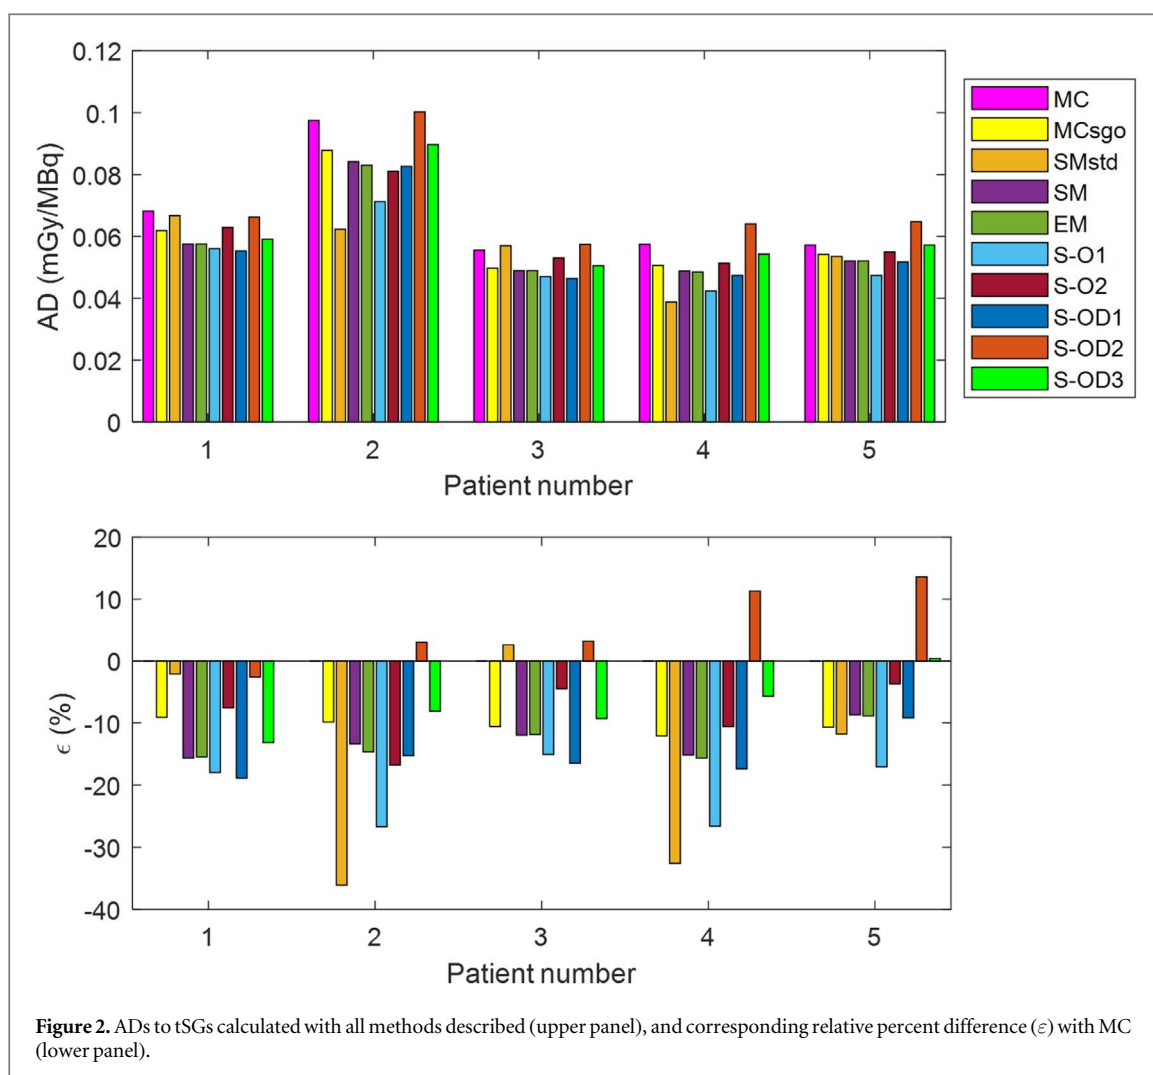 0.12
0.1
0.08
0.06
0.04
0.02
0
AD (mGy/MBq)
1 2 3 4 5
Patient number
MC
MCsgo
SMstd
SM
EM
S-O1
S-O2
S-OD1
S-OD2
S-OD3
20
10
0
-10
-20
-30
-40
ϵ (%)
1 2 3 4 5
Patient number
Figure 2. ADs to tSGs calculated with all methods described (upper panel), and corresponding relative percent difference (ε) with MC
(lower panel).